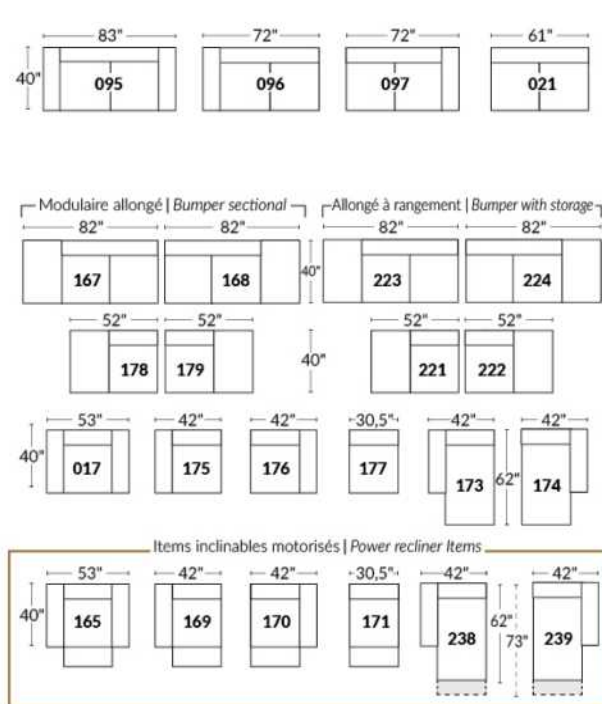 83" 72" 72" 61"
40" 095 096 097 021
Modulaire allongé | Bumper sectional Allongé à rangement | Bumper with storage
82" 82" 82" 82"
167 168 40" 223 224
52" 52" 52" 52"
178 179 40" 221 222
53" 42" 42" 30,5" 42" 42"
40" 017 175 176 177 173 62" 174
Items inclinables motorisés | Power recliner Items
53" 42" 42" 30,5" 42" 42"
40" 165 169 170 171 238 62" 73" 239